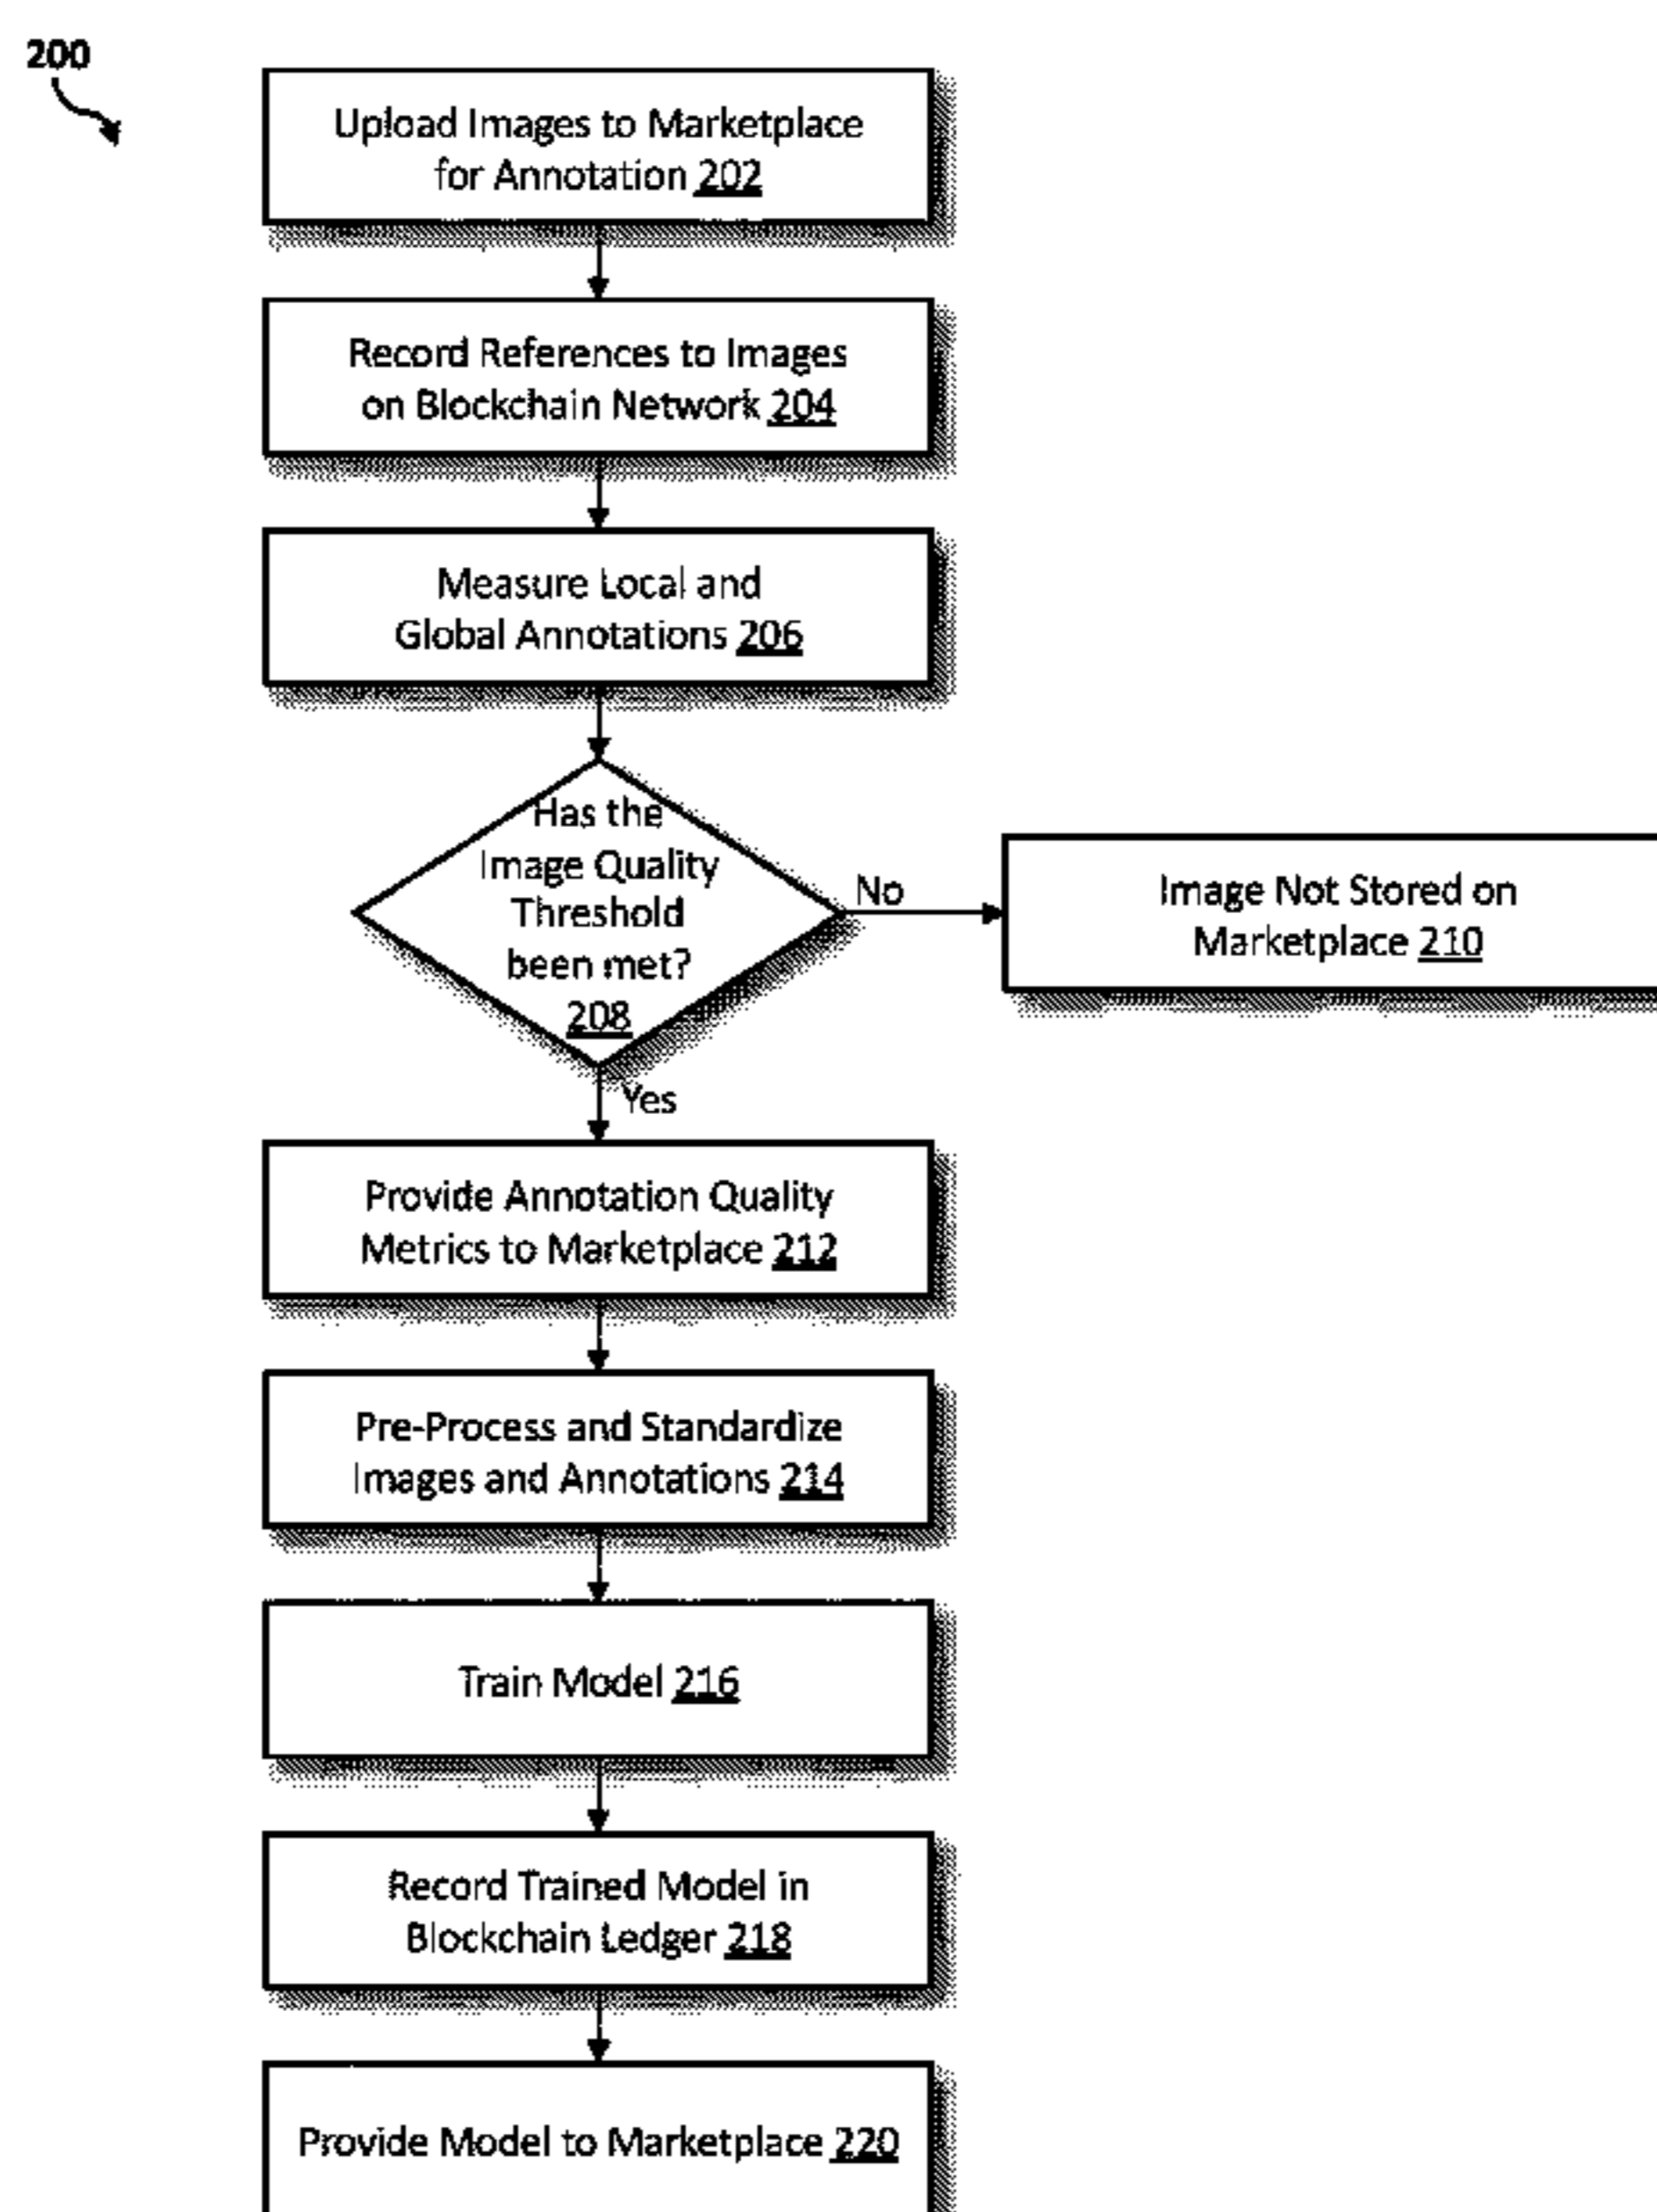 200
Upload Images to Marketplace
for Annotation 202
Record References to Images
on Blockchain Network 204
Measure Local and
Global Annotations 206
Has the
Image Quality
Threshold
been met?
208
No
Image Not Stored on
Marketplace 210
Yes
Provide Annotation Quality
Metrics to Marketplace 212
Pre-Process and Standardize
Images and Annotations 214
Train Model 216
Record Trained Model in
Blockchain Ledger 218
Provide Model to Marketplace 220